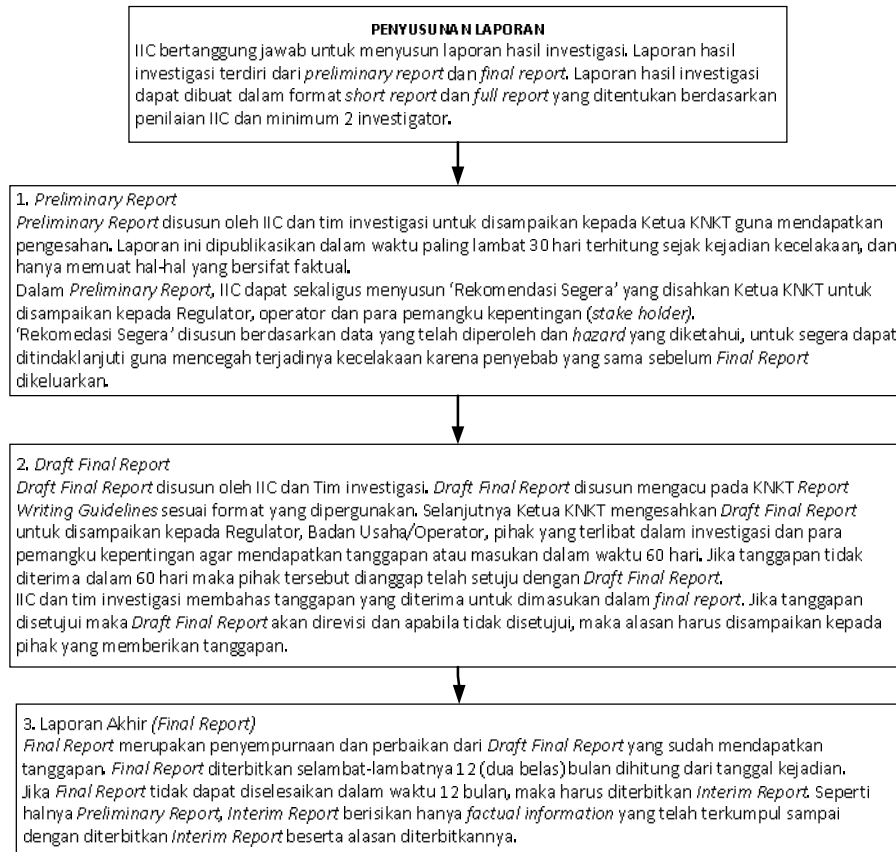 PENYUSUNAN LAPORAN
IIC bertanggung jawab untuk menyusun laporan hasil investigasi. Laporan hasil
investigasi terdiri dari preliminary report dan final report. Laporan hasil investigasi
dapat dibuat dalam format short report dan full report yang ditentukan berdasarkan
penilaian IIC dan minimum 2 investigator.
1. Preliminary Report
Preliminary Report disusun oleh IIC dan tim investigasi untuk disampaikan kepada Ketua KNKT guna mendapatkan
pengesahan. Laporan ini dipublikasikan dalam waktu paling lambat 30 hari terhitung sejak kejadian kecelakaan, dan
hanya memuat hal-hal yang bersifat faktual.
Dalam Preliminary Report, IIC dapat sekaligus menyusun ‘Rekomendasi Segera’ yang disahkan Ketua KNKT untuk
disampaikan kepada Regulator, operator dan para pemangku kepentingan (stake holder).
‘Rekomedasi Segera’ disusun berdasarkan data yang telah diperoleh dan hazard yang diketahui, untuk segera dapat
ditindaklanjuti guna mencegah terjadinya kecelakaan karena penyebab yang sama sebelum Final Report
dikeluarkan.
2. Draft Final Report
Draft Final Report disusun oleh IIC dan Tim investigasi. Draft Final Report disusun mengacu pada KNKT Report
Writing Guidelines sesuai format yang dipergunakan. Selanjutnya Ketua KNKT mengesahkan Draft Final Report
untuk disampaikan kepada Regulator, Badan Usaha/Operator, pihak yang terlibat dalam investigasi dan para
pemangku kepentingan agar mendapatkan tanggapan atau masukan dalam waktu 60 hari. Jika tanggapan tidak
diterima dalam 60 hari maka pihak tersebut dianggap telah setuju dengan Draft Final Report.
IIC dan tim investigasi membahas tanggapan yang diterima untuk dimasukan dalam final report. Jika tanggapan
disetujui maka Draft Final Report akan direvisi dan apabila tidak disetujui, maka alasan harus disampaikan kepada
pihak yang memberikan tanggapan.
3. Laporan Akhir (Final Report)
Final Report merupakan penyempurnaan dan perbaikan dari Draft Final Report yang sudah mendapatkan
tanggapan. Final Report diterbitkan selambat-lambatnya 12 (dua belas) bulan dihitung dari tanggal kejadian.
Jika Final Report tidak dapat diselesaikan dalam waktu 12 bulan, maka harus diterbitkan Interim Report. Seperti
halnya Preliminary Report, Interim Report berisikan hanya factual information yang telah terkumpul sampai
dengan diterbitkan Interim Report beserta alasan diterbitkannya.